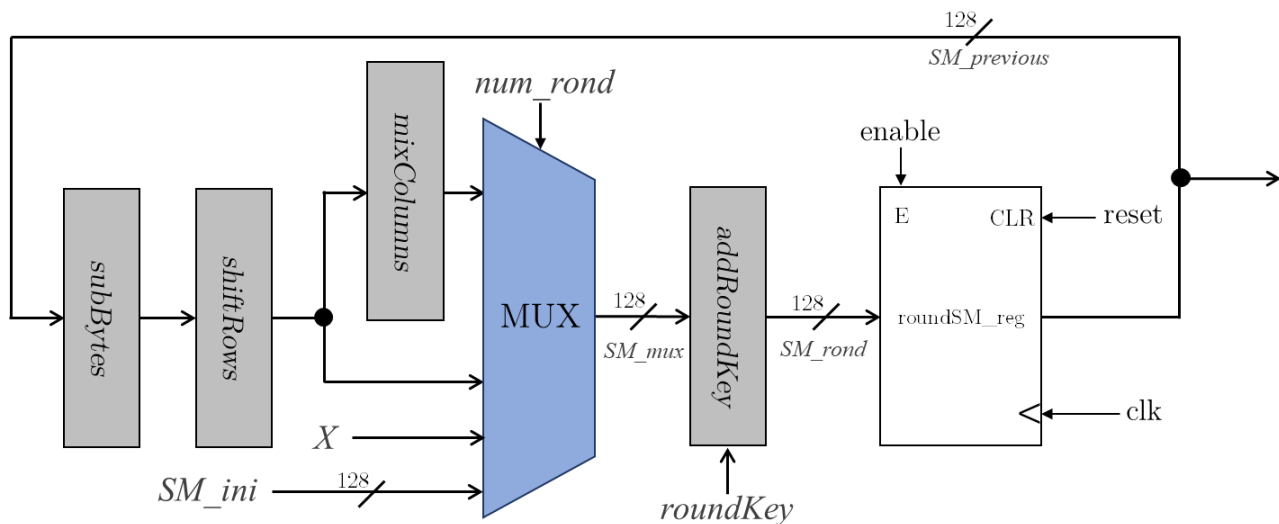 128
SM_previous
num_rond
mixColumns
enable
subBytes
shiftRows
addRoundKey
E
CLR
reset
MUX
128
SM_mux
128
SM_rond
roundSM_reg
clk
X
SM_ini
128
roundKey